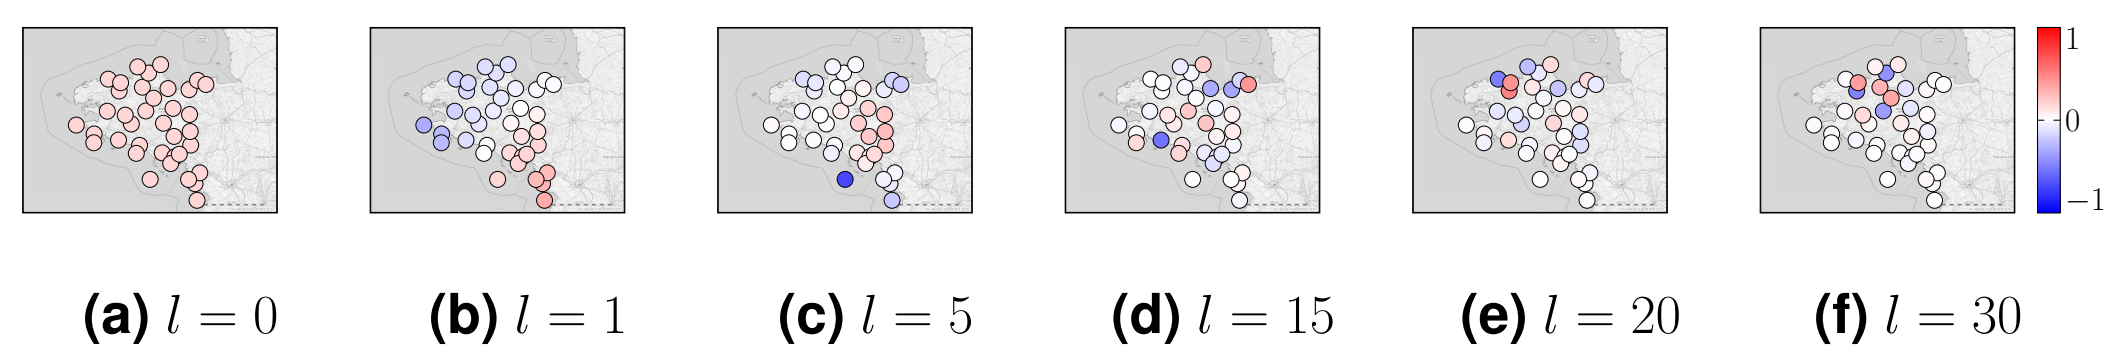 1
0
−1
(a) l = 0
(b) l = 1
(c) l = 5
(d) l = 15
(e) l = 20
(f) l = 30